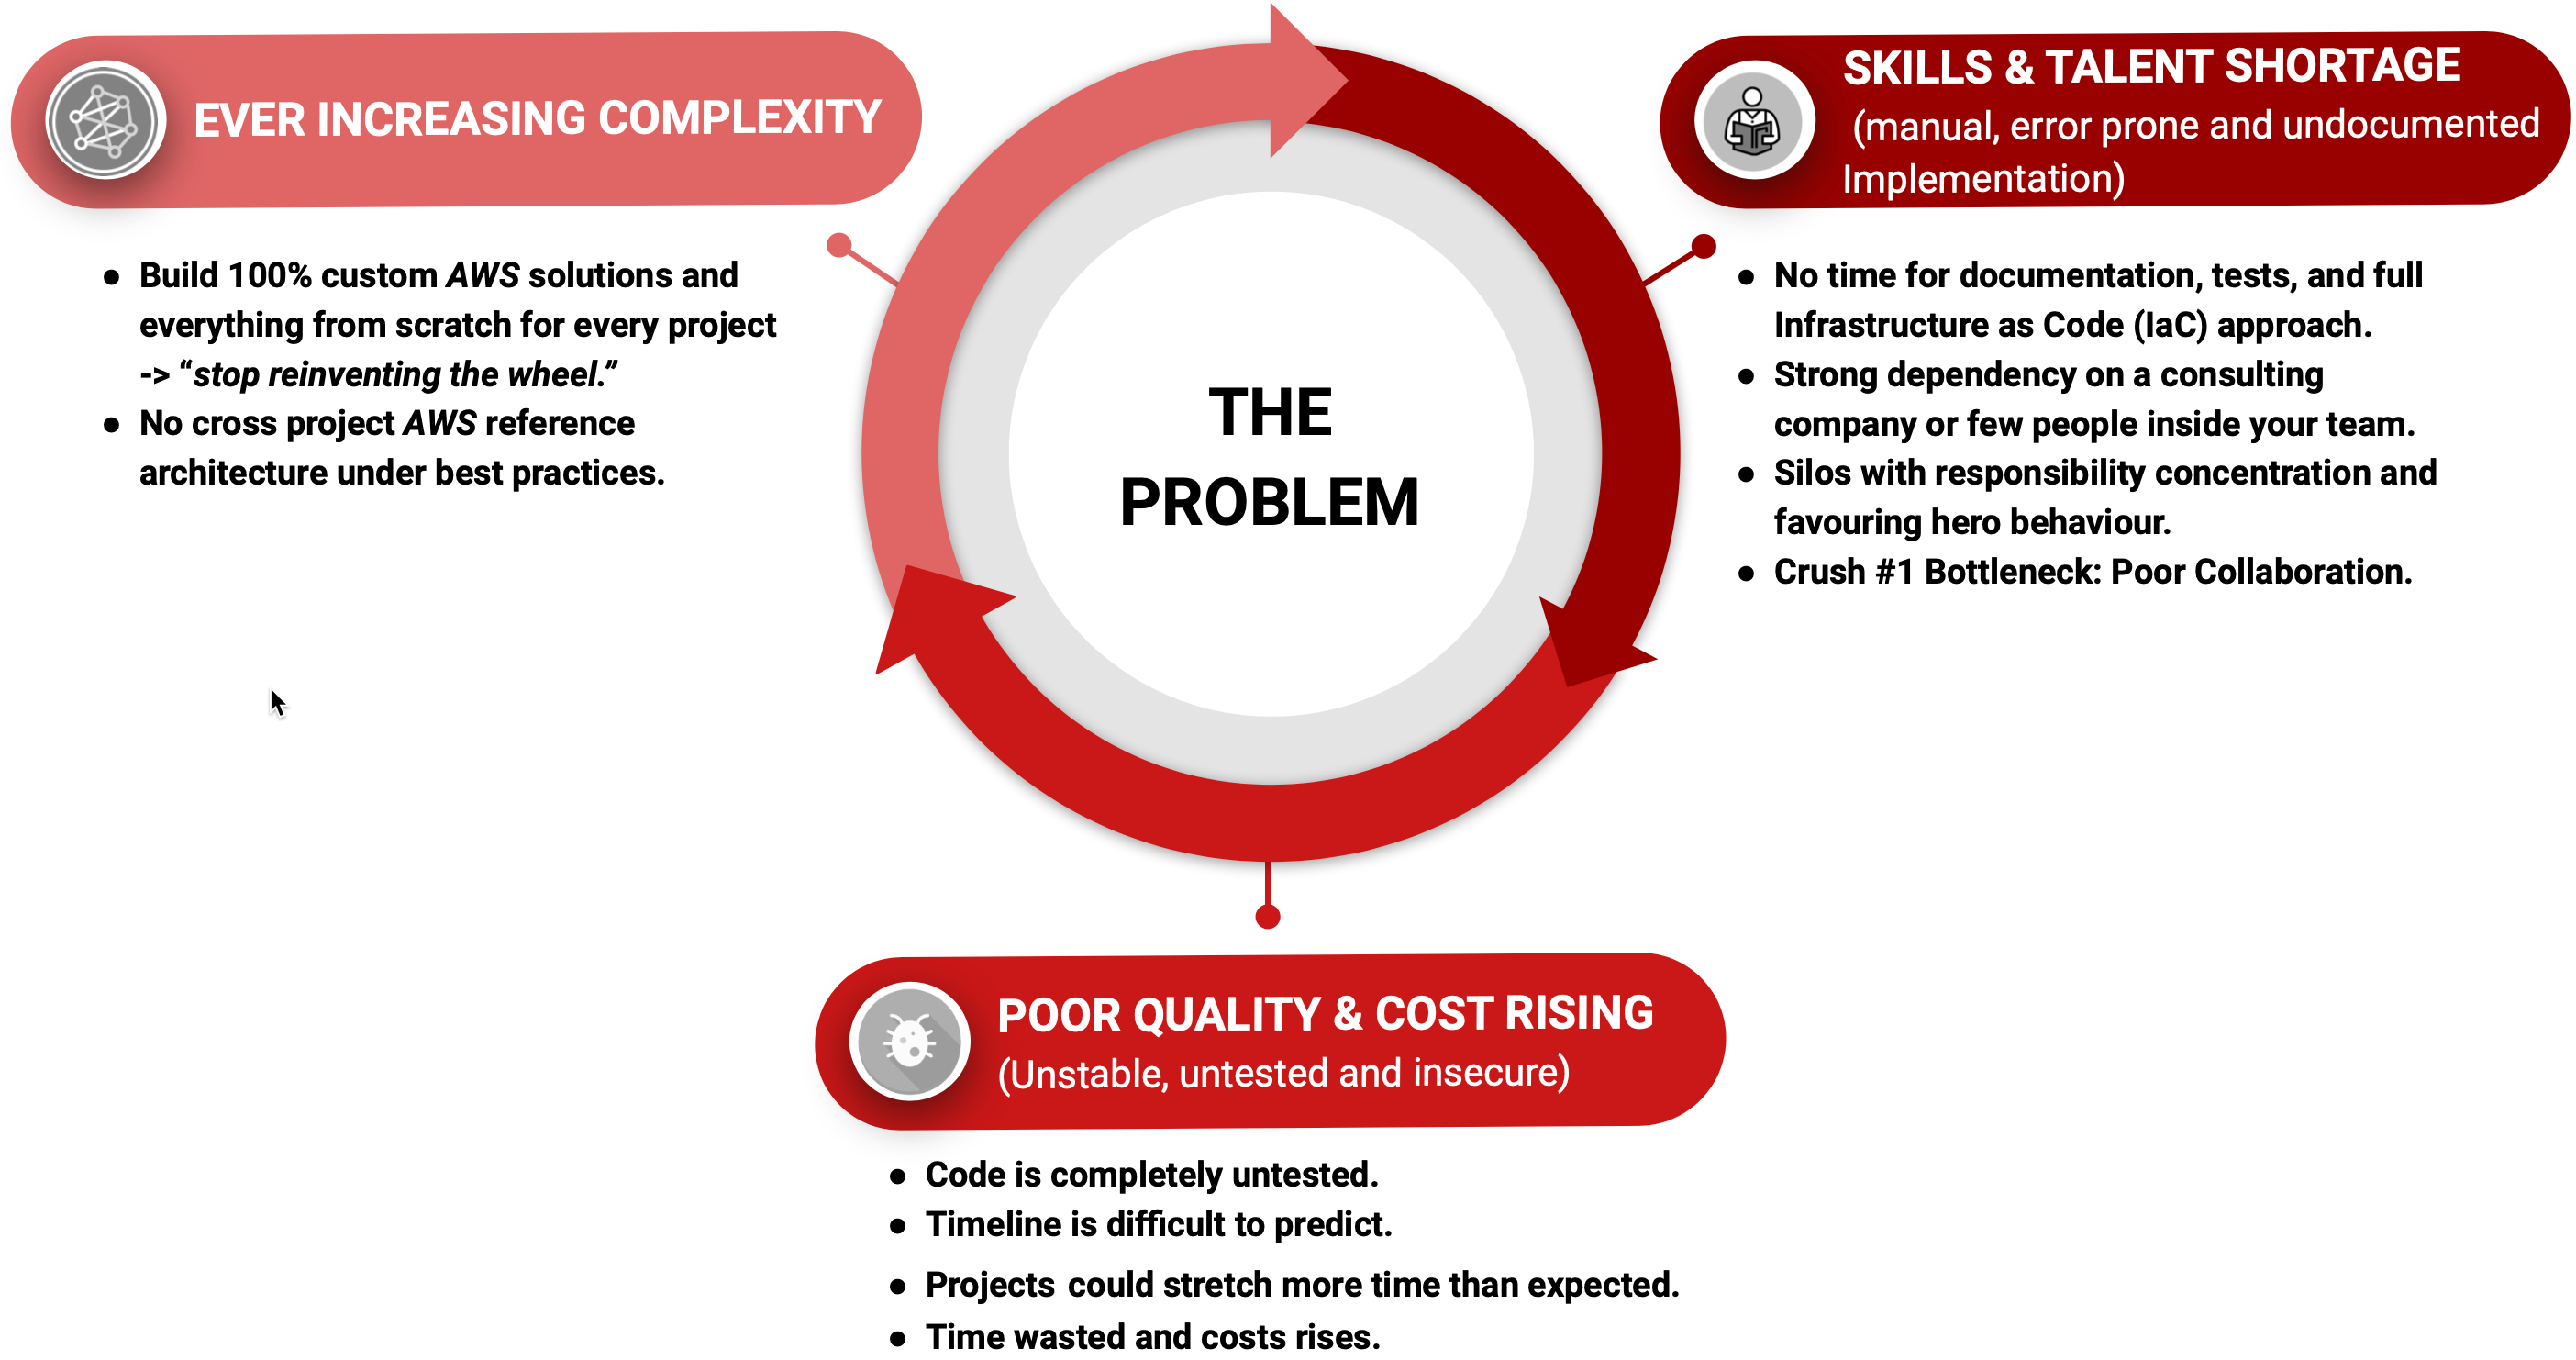 EVER INCREASING COMPLEXITY
● Build 100% custom AWS solutions and
everything from scratch for every project
-> “stop reinventing the wheel.”
● No cross project AWS reference
architecture under best practices.
THE
PROBLEM
SKILLS & TALENT SHORTAGE
(manual, error prone and undocumented
Implementation)
● No time for documentation, tests, and full
Infrastructure as Code (IaC) approach.
● Strong dependency on a consulting
company or few people inside your team.
● Silos with responsibility concentration and
favouring hero behaviour.
● Crush #1 Bottleneck: Poor Collaboration.
POOR QUALITY & COST RISING
(Unstable, untested and insecure)
● Code is completely untested.
● Timeline is difficult to predict.
● Projects could stretch more time than expected.
● Time wasted and costs rises.